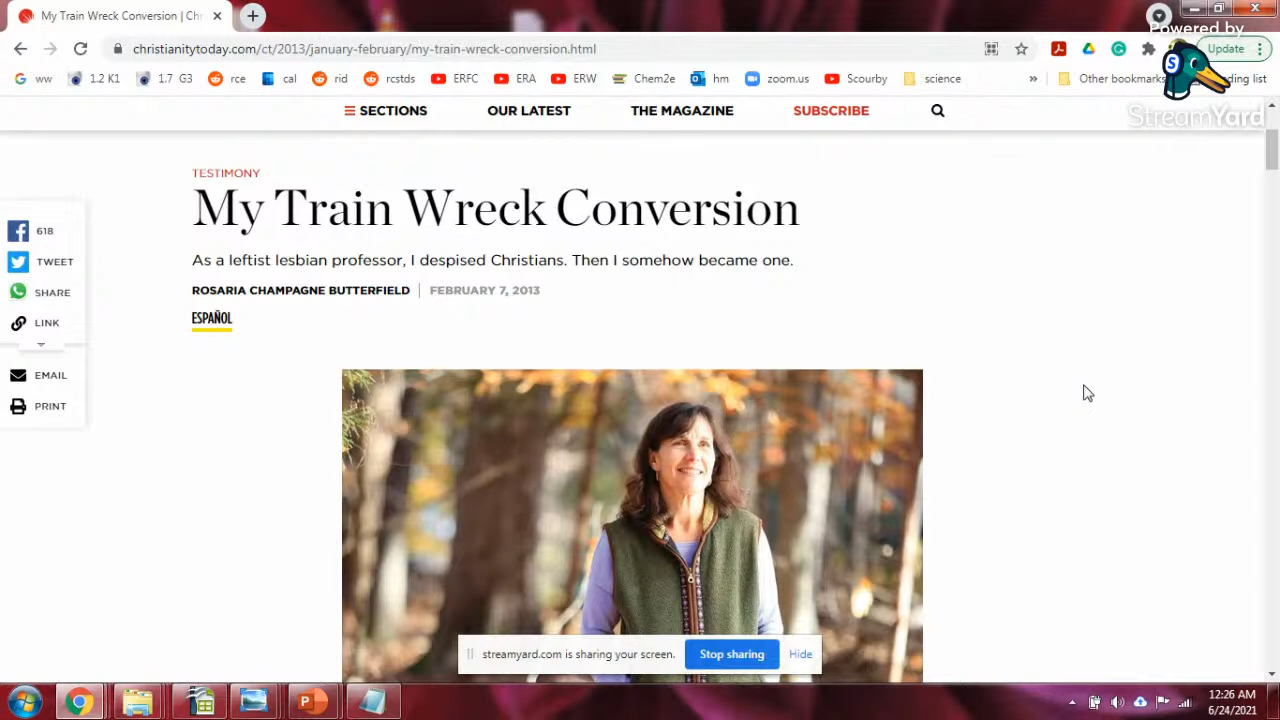 My Train Wreck Conversion | Chr
Powered by
christianitytoday.com/ct/2013/january-february/my-train-wreck-conversion.html
Update
ww
1.2 K1
1.7 G3
rce
cal
rid
rcstds
ERFC
ERA
ERW
Chem2e
hm
zoom.us
Scourby
science
»
Other bookmarks
ding list
StreamYard
SECTIONS
OUR LATEST
THE MAGAZINE
SUBSCRIBE
TESTIMONY
My Train Wreck Conversion
As a leftist lesbian professor, I despised Christians. Then I somehow became one.
ROSARIA CHAMPAGNE BUTTERFIELD | FEBRUARY 7, 2013
ESPAÑOL
618
TWEET
SHARE
LINK
EMAIL
PRINT
streamyard.com is sharing your screen.
Stop sharing
Hide
12:26 AM
6/24/2021